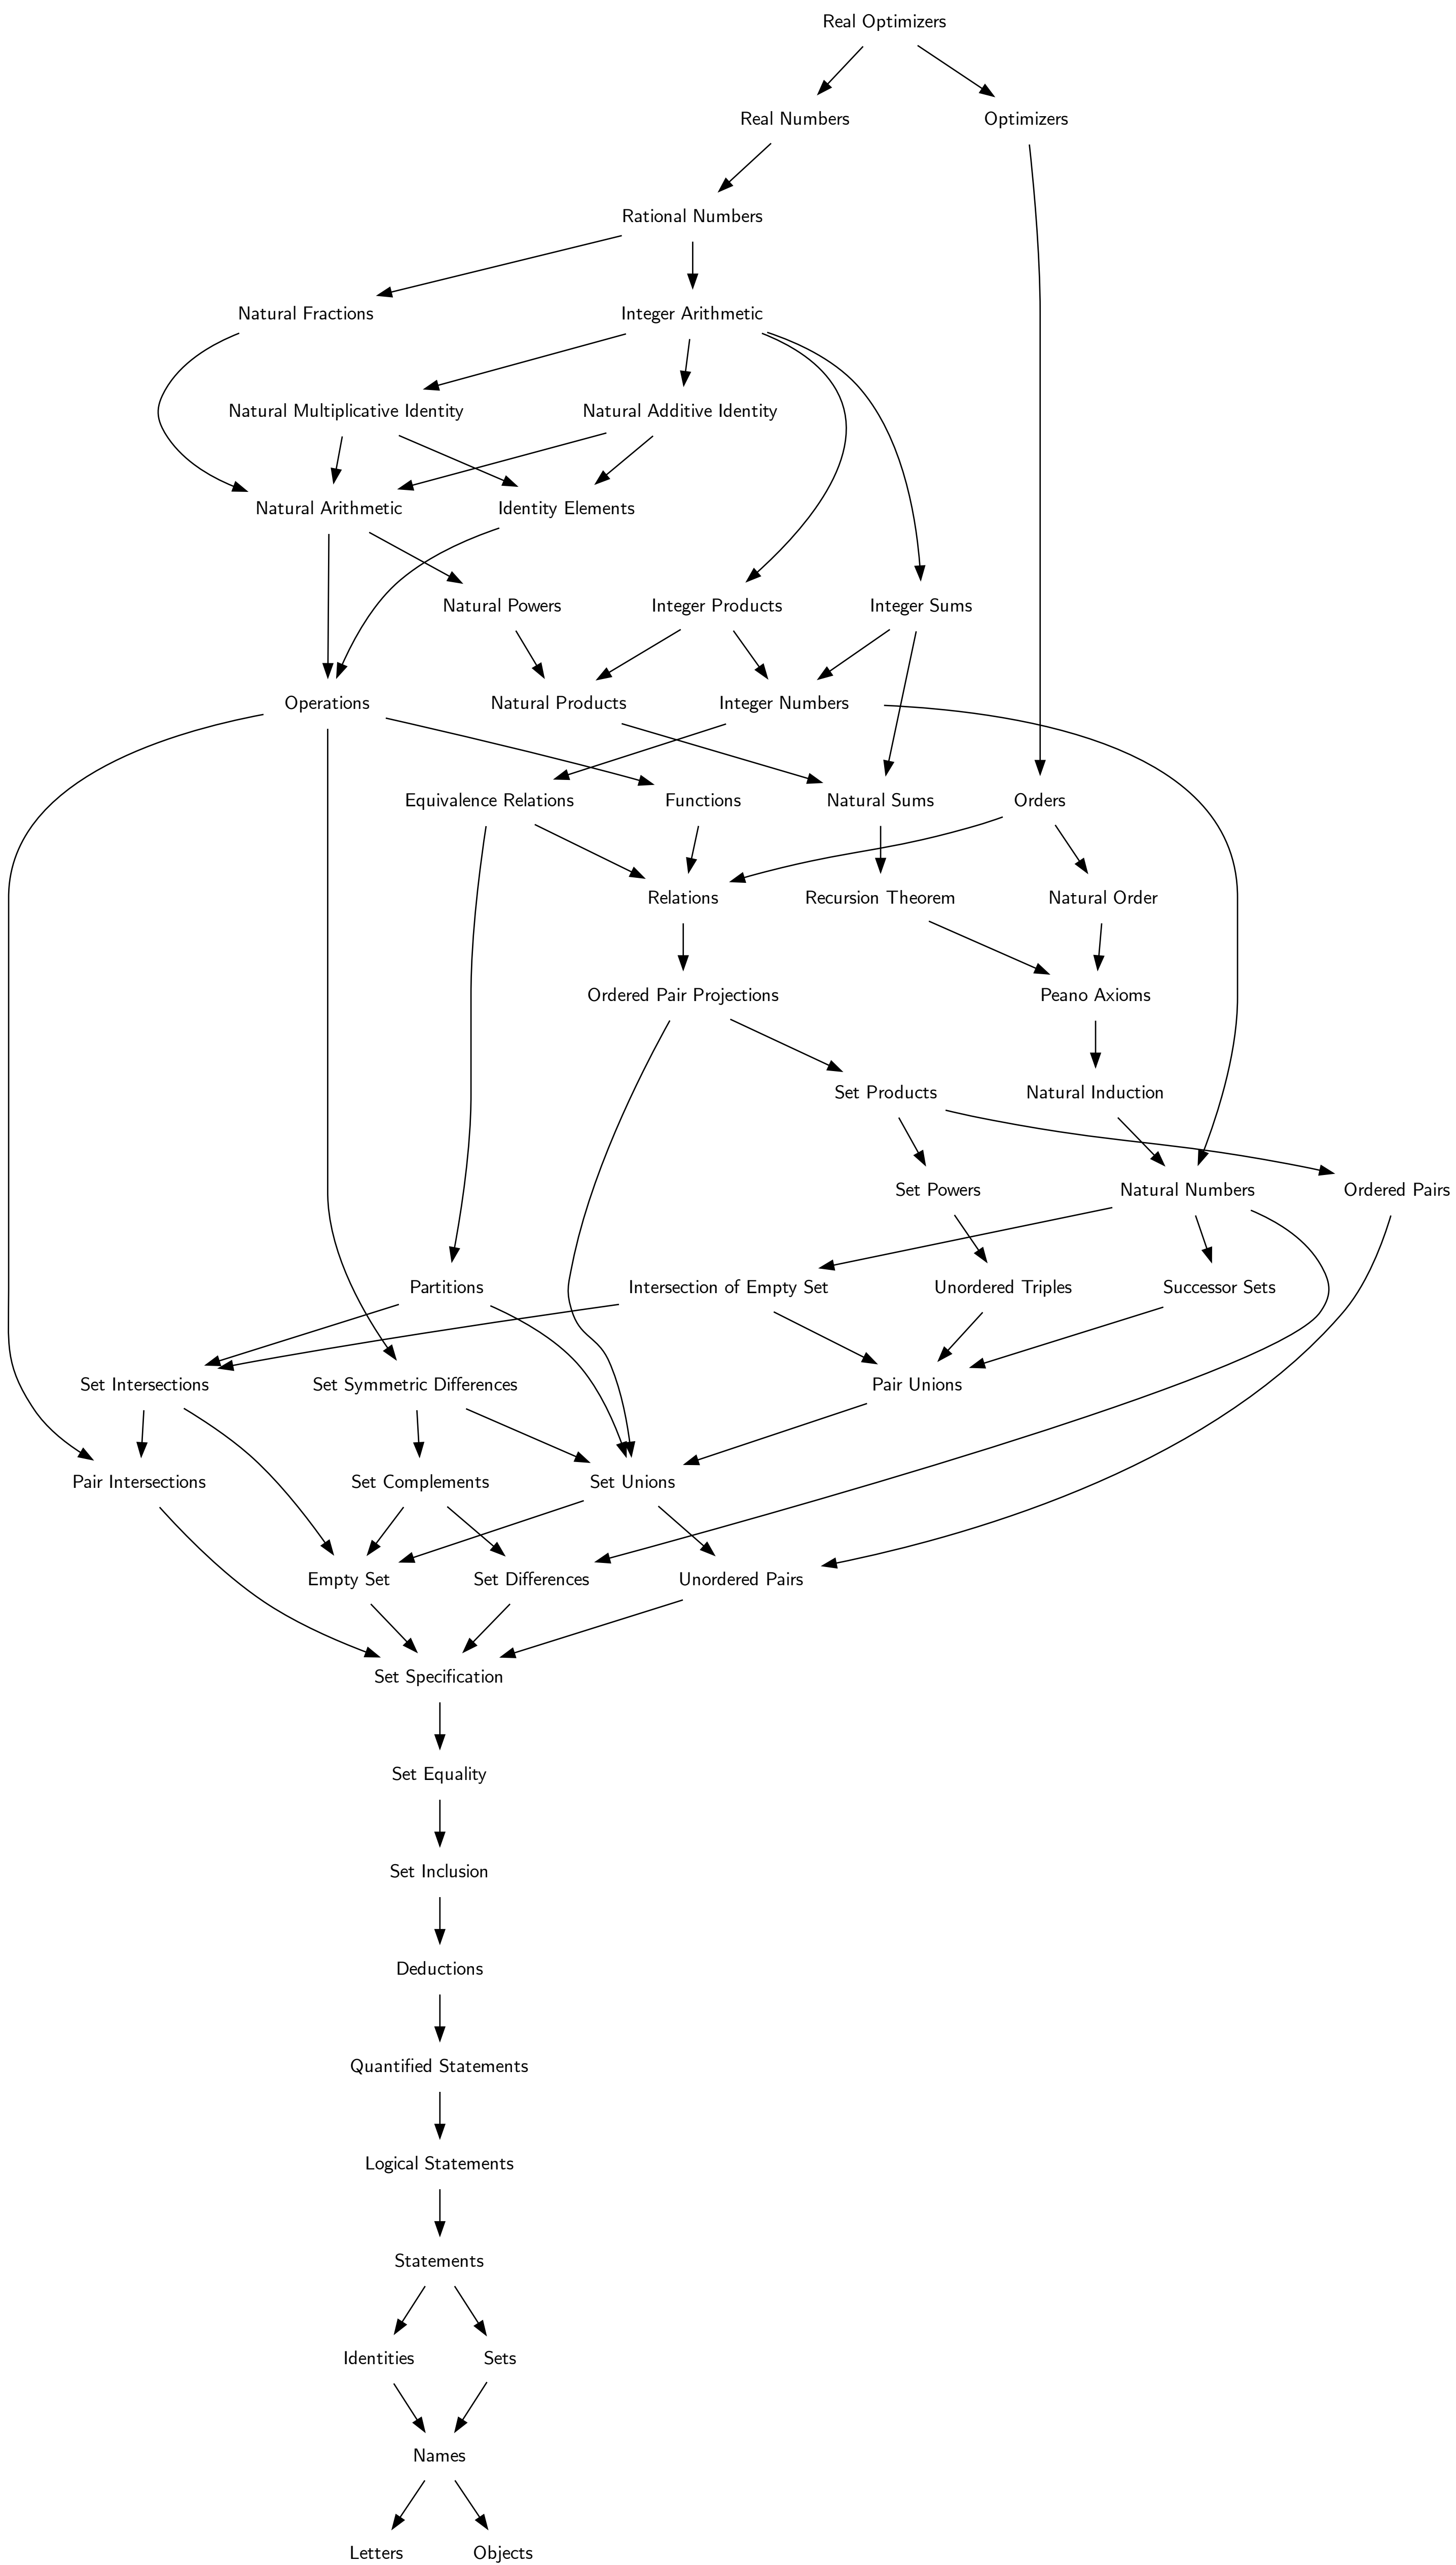 Real Optimizers
Real Numbers
Optimizers
Rational Numbers
Natural Fractions
Integer Arithmetic
Natural Multiplicative Identity
Natural Additive Identity
Natural Arithmetic
Identity Elements
Natural Powers
Integer Products
Integer Sums
Operations
Natural Products
Integer Numbers
Equivalence Relations
Functions
Natural Sums
Orders
Relations
Recursion Theorem
Natural Order
Ordered Pair Projections
Peano Axioms
Set Products
Natural Induction
Set Powers
Natural Numbers
Ordered Pairs
Partitions
Intersection of Empty Set
Unordered Triples
Successor Sets
Set Intersections
Set Symmetric Differences
Pair Unions
Pair Intersections
Set Complements
Set Unions
Empty Set
Set Differences
Unordered Pairs
Set Specification
Set Equality
Set Inclusion
Deductions
Quantified Statements
Logical Statements
Statements
Identities
Sets
Names
Letters
Objects